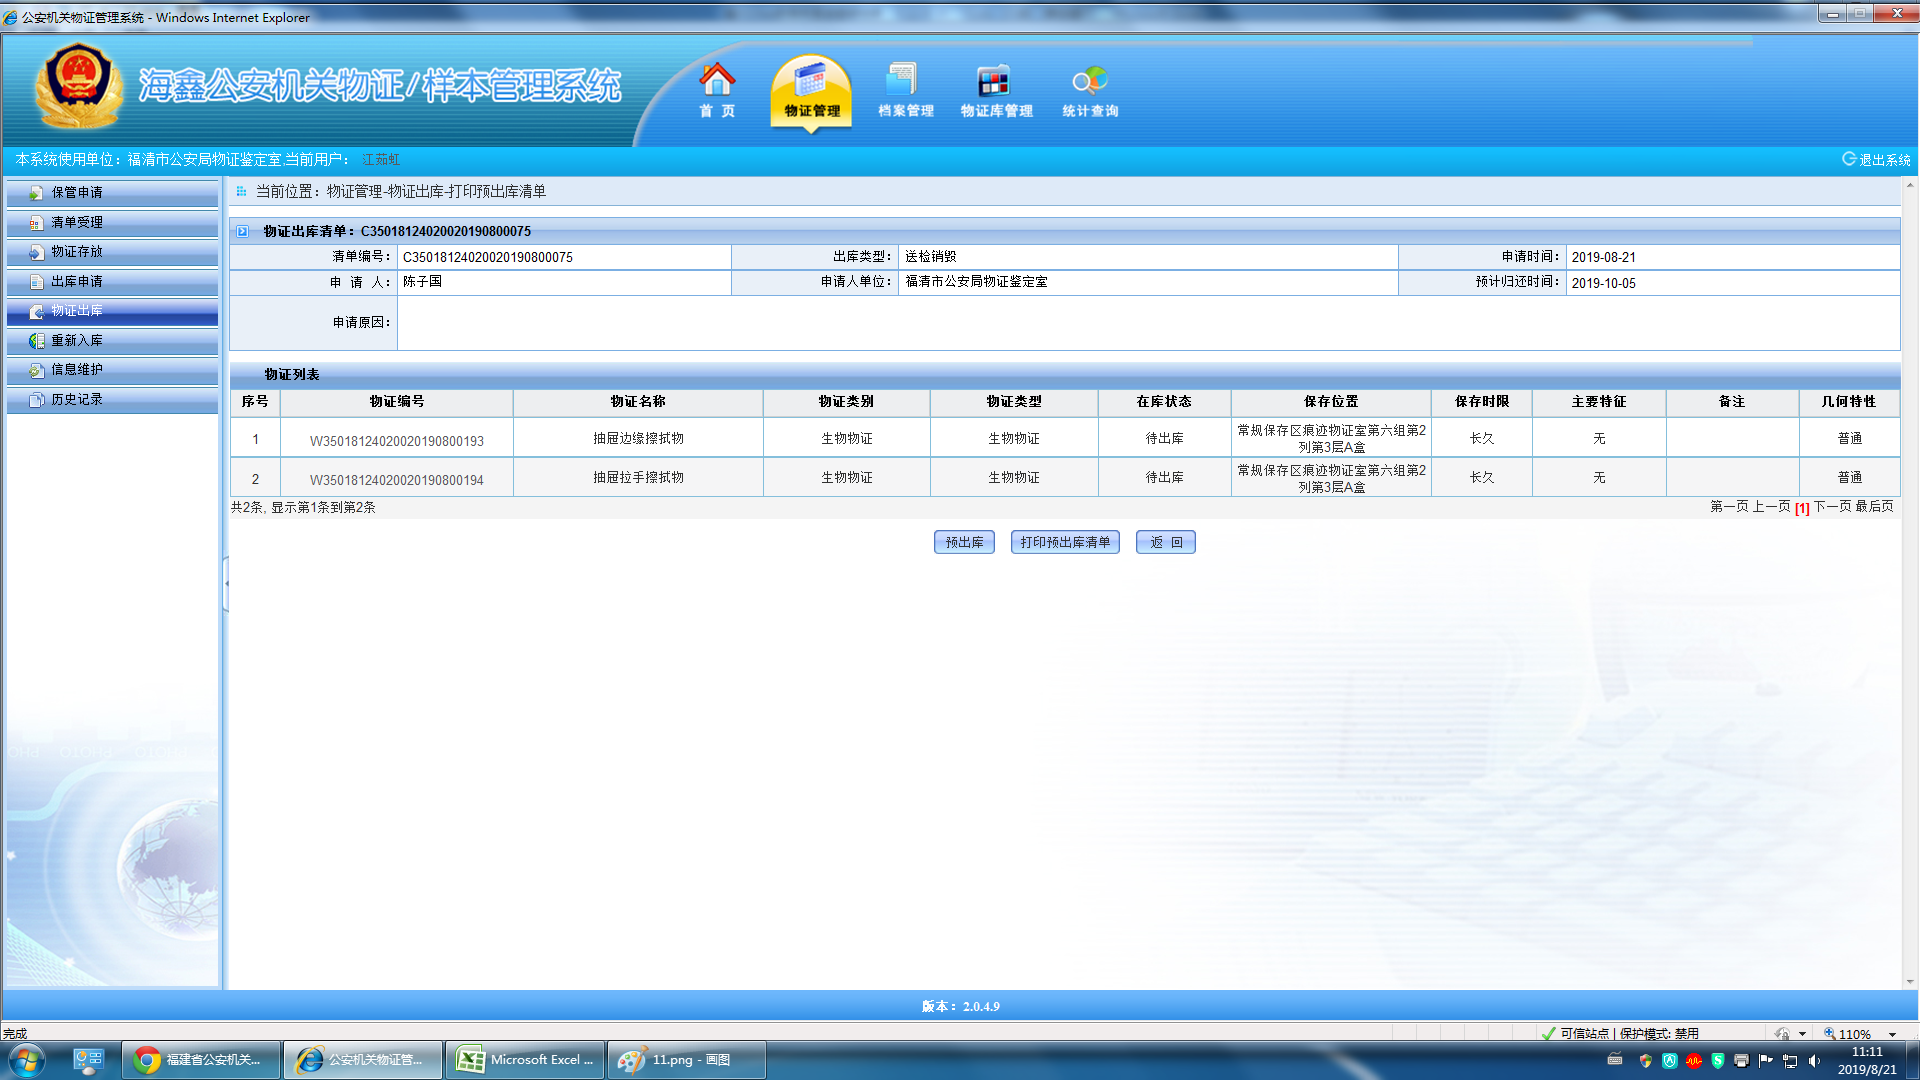 公安机关物证管理系统 - Windows Internet Explorer
海鑫公安机关物证/样本管理系统
首 页
物证管理
档案管理
物证库管理
统计查询
本系统使用单位：福清市公安局物证鉴定室,当前用户： 江茹虹
退出系统
保管申请
清单受理
物证存放
出库申请
物证出库
重新入库
信息维护
历史记录
当前位置：物证管理-物证出库-打印预出库清单
物证出库清单：C35018124020020190800075
清单编号： C35018124020020190800075 出库类型： 送检销毁 申请时间： 2019-08-21
申 请 人： 陈子国 申请人单位： 福清市公安局物证鉴定室 预计归还时间： 2019-10-05
申请原因：
物证列表
序号 物证编号 物证名称 物证类别 物证类型 在库状态 保存位置 保存时限 主要特征 备注 几何特性
1 W35018124020020190800193 抽屉边缘擦拭物 生物物证 生物物证 待出库 常规保存区痕迹物证室第六组第2列第3层A盒 长久 无 普通
2 W35018124020020190800194 抽屉拉手擦拭物 生物物证 生物物证 待出库 常规保存区痕迹物证室第六组第2列第3层A盒 长久 无 普通
共2条, 显示第1条到第2条
第一页 上一页 [1] 下一页 最后页
预出库
打印预出库清单
返 回
版本：2.0.4.9
完成
可信站点 | 保护模式: 禁用
110%
福建省公安机关...
公安机关物证管...
Microsoft Excel ...
11.png - 画图
11:11
2019/8/21